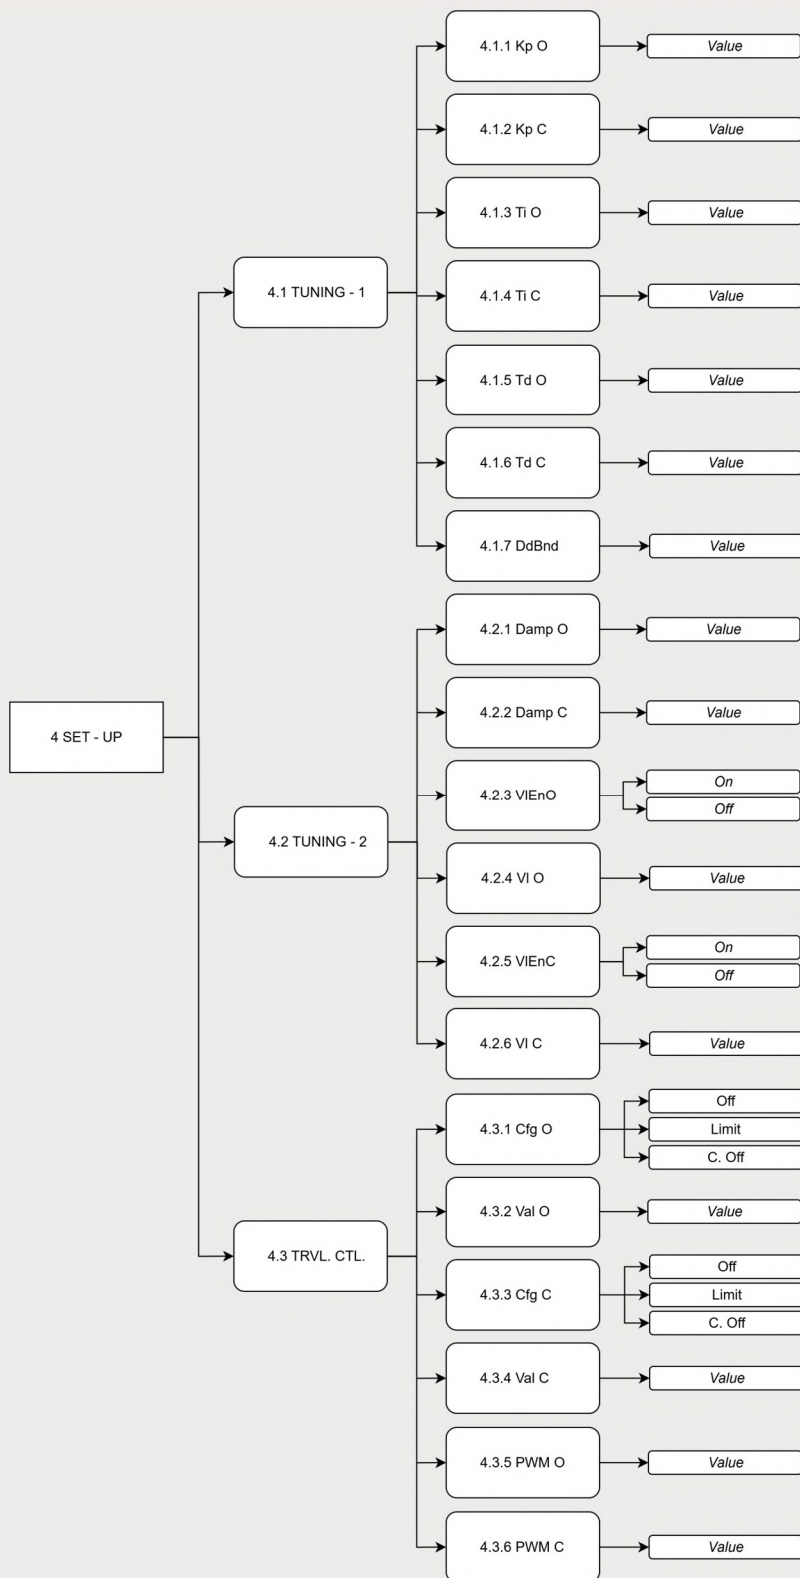 4 SET - UP
4.1 TUNING - 1
4.1.1 Kp O
Value
4.1.2 Kp C
Value
4.1.3 Ti O
Value
4.1.4 Ti C
Value
4.1.5 Td O
Value
4.1.6 Td C
Value
4.1.7 DdBnd
Value
4.2 TUNING - 2
4.2.1 Damp O
Value
4.2.2 Damp C
Value
4.2.3 VlEnO
On
Off
4.2.4 Vl O
Value
4.2.5 VlEnC
On
Off
4.2.6 Vl C
Value
4.3 TRVL. CTL.
4.3.1 Cfg O
Off
Limit
C. Off
4.3.2 Val O
Value
4.3.3 Cfg C
Off
Limit
C. Off
4.3.4 Val C
Value
4.3.5 PWM O
Value
4.3.6 PWM C
Value